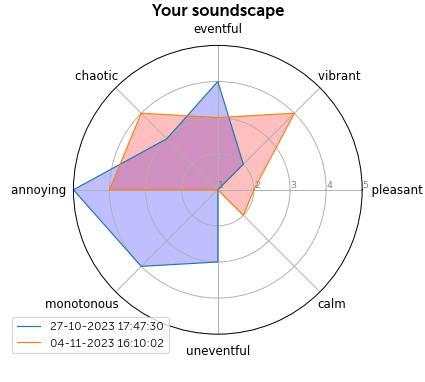 Your soundscape
eventful
chaotic
vibrant
annoying
1
2
3
4
5
pleasant
monotonous
calm
27-10-2023 17:47:30
04-11-2023 16:10:02
uneventful